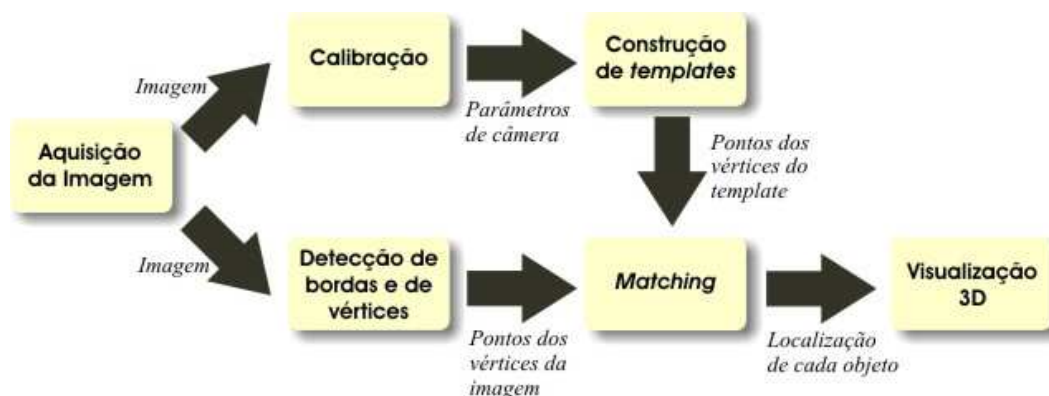 Aquisição
da Imagem
Imagem
Calibração
Parâmetros
de câmera
Construção
de templates
Pontos dos
vértices do
template
Imagem
Detecção de
bordas e de
vértices
Pontos dos
vértices da
imagem
Matching
Localização
de cada objeto
Visualização
3D